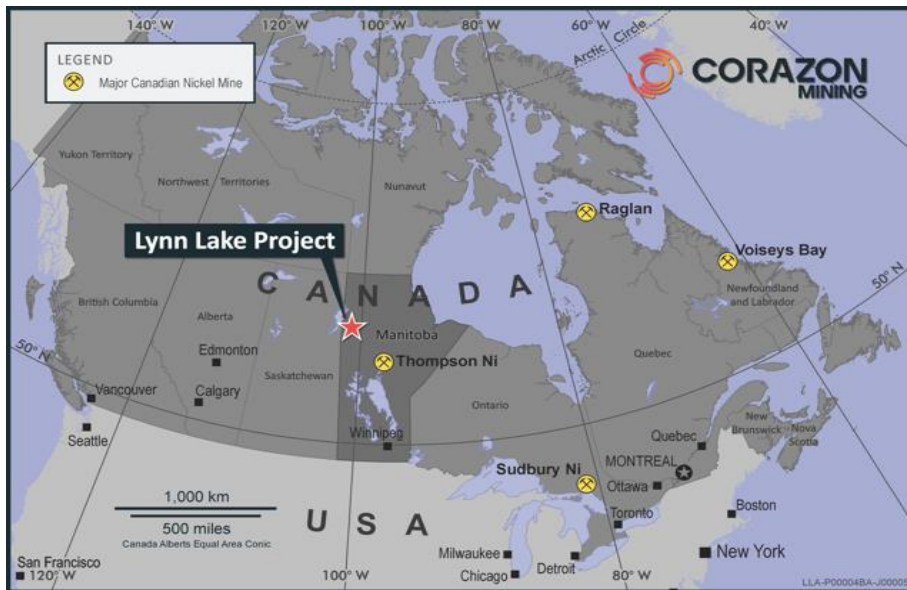 140° W
120° W
100° W
80° W
60° W
40° W
LEGEND
Major Canadian Nickel Mine
Arctic Circle
CORAZON
MINING
Yukon Territory
Northwest Territories
Nunavut
Raglan
Lynn Lake Project
Voiseys Bay
50° N
CANADA
Newfoundland
and Labrador
British Columbia
Alberta
Manitoba
Edmonton
Thompson Ni
Quebec
50° N
Saskatchewan
Vancouver
Calgary
Ontario
New
Brunswick
Nova
Scotia
Seattle
Winnipeg
Quebec
MONTREAL
Sudbury Ni
Ottawa
1,000 km
500 miles
Canada Alberts Equal Area Conic
USA
Toronto
Boston
Milwaukee
New York
San Francisco
Chicago
Detroit
120° W
100° W
80° W
LLA-P00004BA-J00005